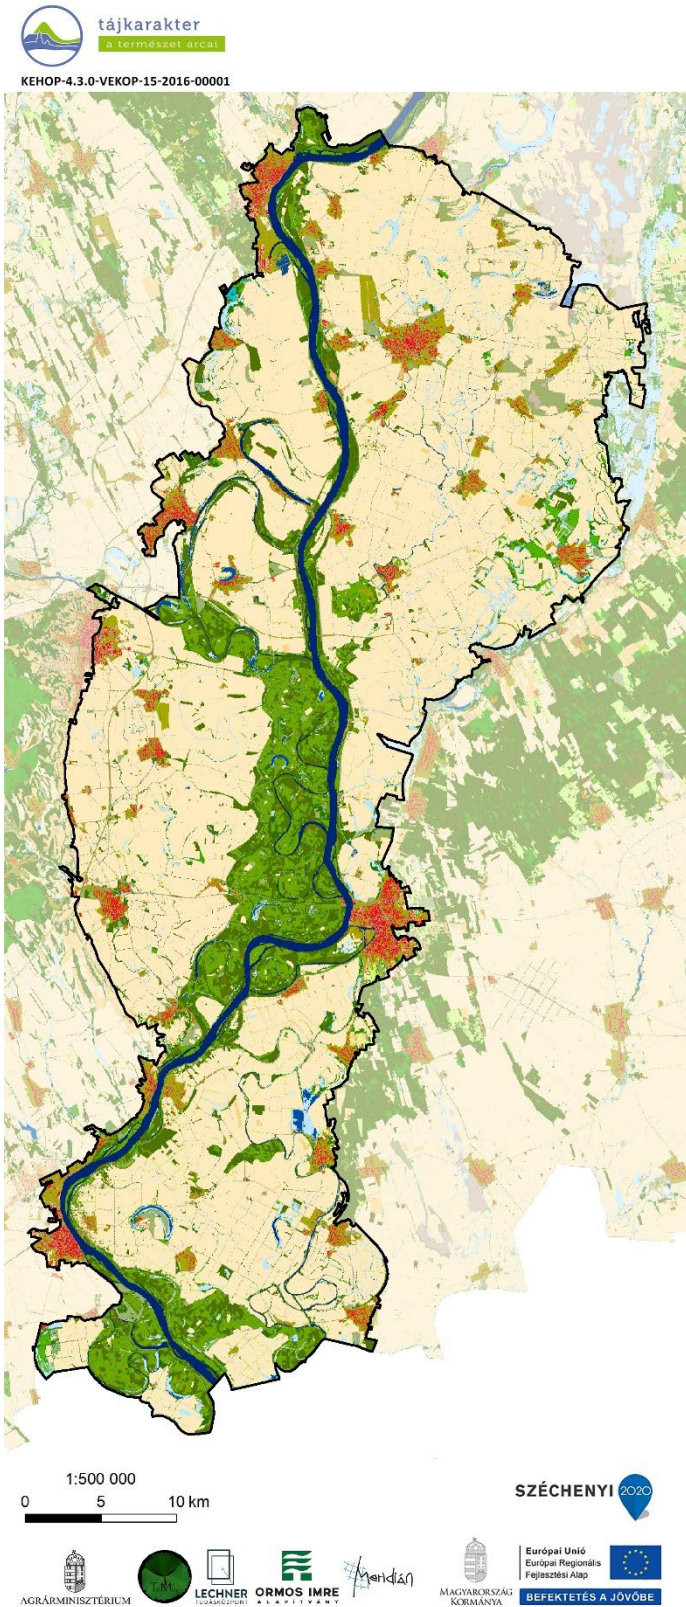 tájkarakter
a természet arcai
KEHOP-4.3.0-VEKOP-15-2016-00001
1:500 000
0 5 10 km
SZÉCHENYI 2020
AGRÁRMINISZTÉRIUM
T.M.
LECHNER
TUDÁSKÖZPONT
ORMOS IMRE
ALAPÍTVÁNY
Meridián
MAGYARORSZÁG
KORMÁNYA
Európai Unió
Európai Regionális
Fejlesztési Alap
BEFEKTETÉS A JÖVŐBE